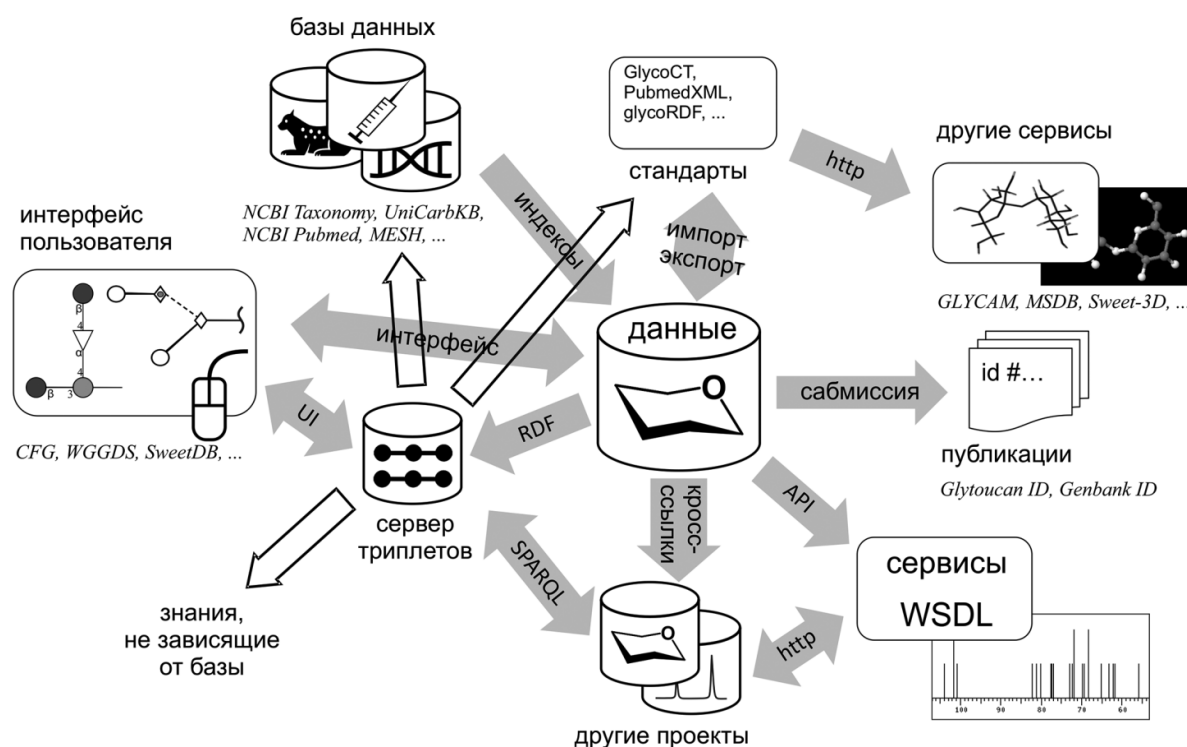 базы данных
NCBI Taxonomy, UniCarbKB,
NCBI Pubmed, MESH, ...
GlycoCT,
PubmedXML,
glycoRDF, ...
стандарты
http
другие сервисы
GLYCAM, MSDB, Sweet-3D, ...
интерфейс
пользователя
β
4
α
4
β
3
CFG, WGGDS, SweetDB, ...
индексы
импорт
экспорт
интерфейс
UI
данные
O
RDF
сабмиссия
id #...
публикации
Glytoucan ID, Genbank ID
сервер
триплетов
кросс-
ссылки
API
SPARQL
знания,
не зависящие
от базы
O
другие проекты
http
сервисы
WSDL
100
90
80
70
60